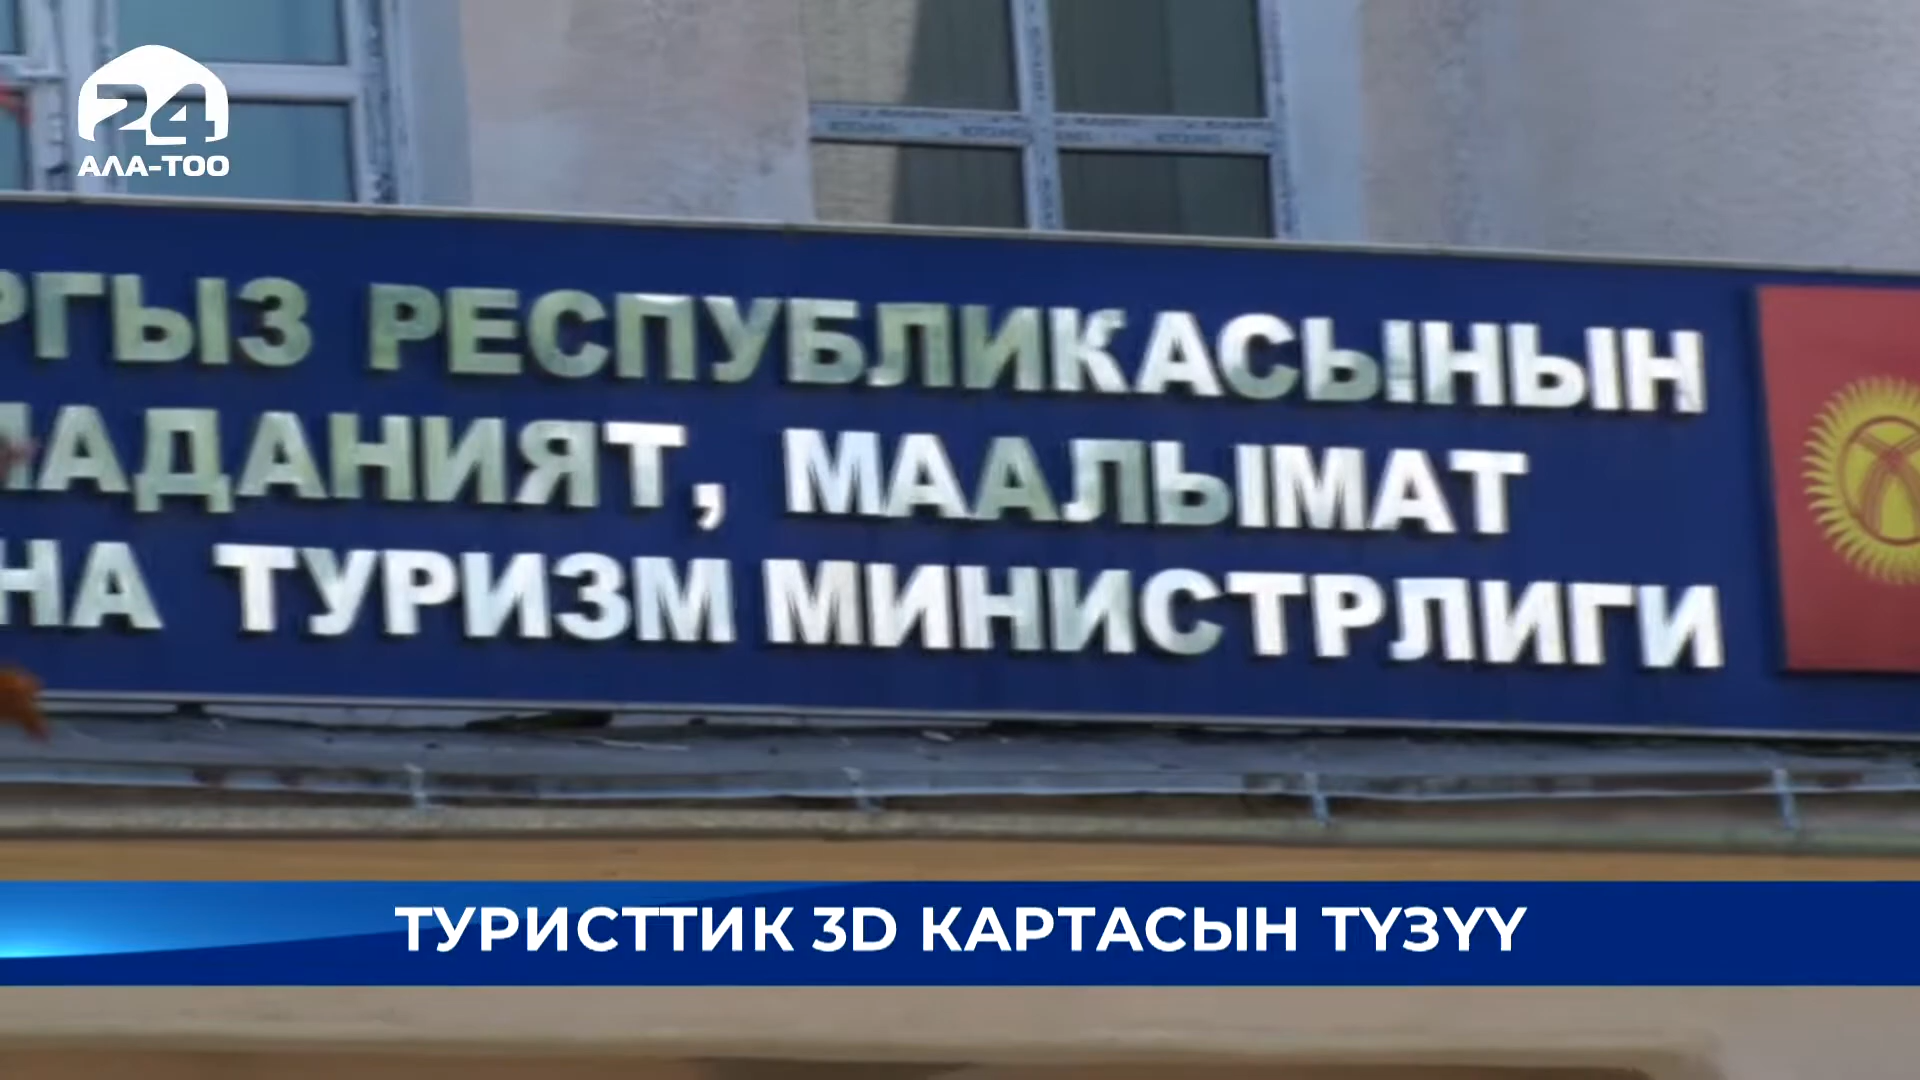 24
АЛА-ТОО
РГЫЗ РЕСПУБЛИКАСЫНЫН
МАДАНИЯТ, МААЛЫМАТ
НА ТУРИЗМ МИНИСТРЛИГИ
ТУРИСТТИК 3D КАРТАСЫН ТҮЗҮҮ